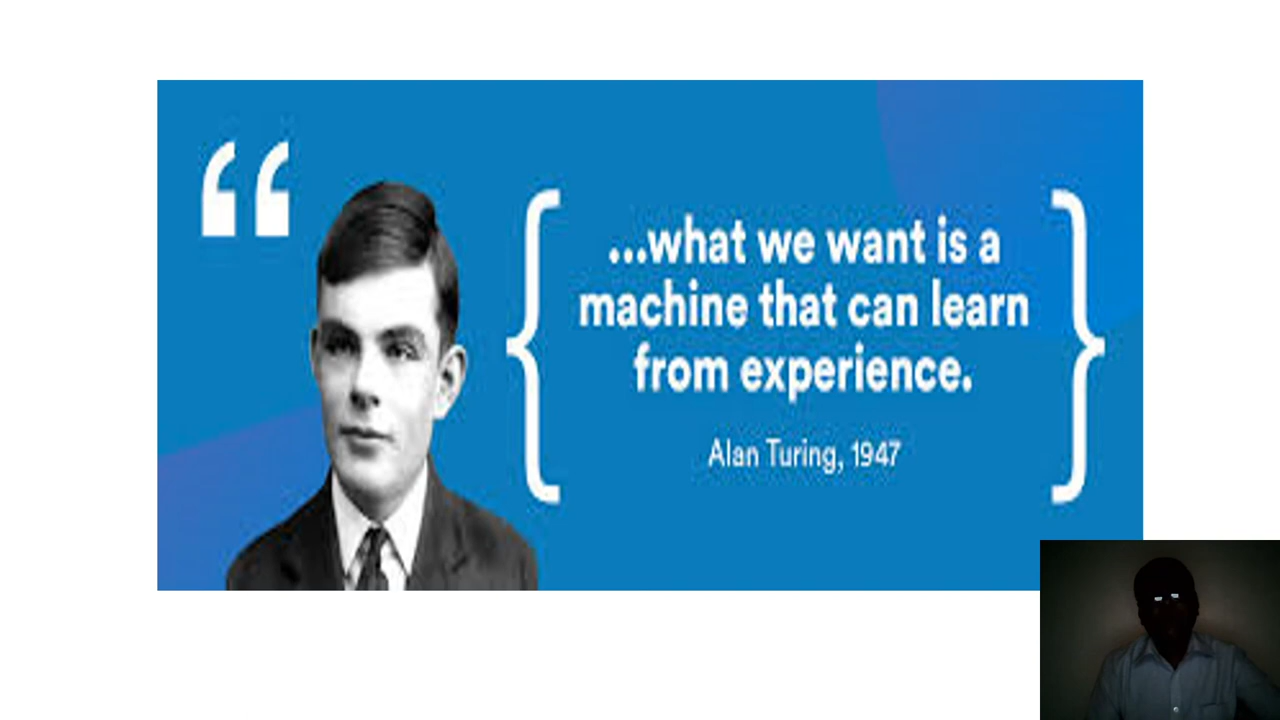 “
{ ...what we want is a }
machine that can learn
from experience.
Alan Turing, 1947